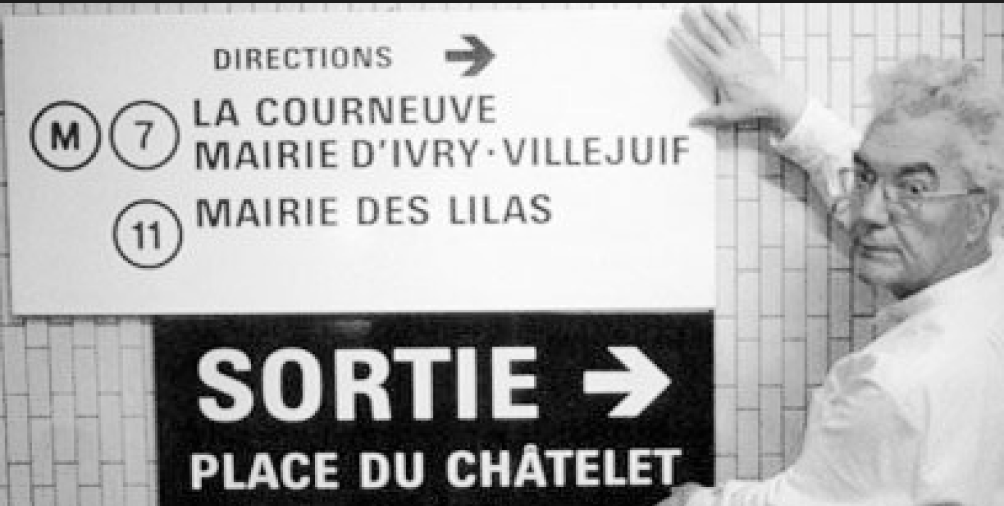 DIRECTIONS →
M 7 LA COURNEUVE
MAIRIE D'IVRY · VILLEJUIF
11 MAIRIE DES LILAS
SORTIE →
PLACE DU CHÂTELET